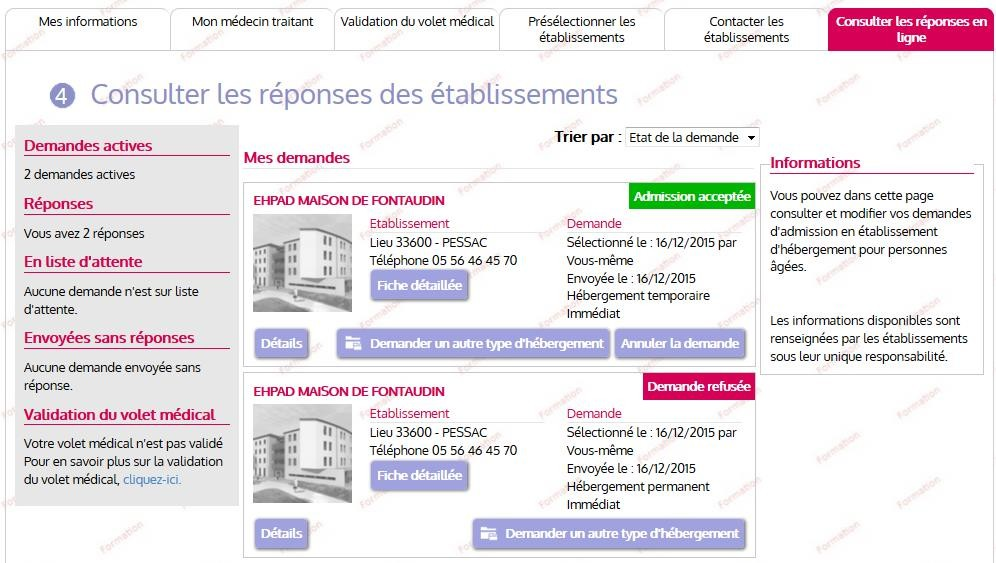 Mes informations
Mon médecin traitant
Validation du volet médical
Présélectionner les
établissements
Contacter les
établissements
Consulter les réponses en
ligne
4 Consulter les réponses des établissements
Demandes actives
2 demandes actives
Réponses
Vous avez 2 réponses
En liste d'attente
Aucune demande n'est sur liste
d'attente.
Envoyées sans réponses
Aucune demande envoyée sans
réponse.
Validation du volet médical
Votre volet médical n'est pas validé
Pour en savoir plus sur la validation
du volet médical, cliquez-ici.
Trier par : Etat de la demande
Mes demandes
EHPAD MAISON DE FONTAUDIN
Admission acceptée
Etablissement
Lieu 33600 - PESSAC
Téléphone 05 56 46 45 70
Fiche détaillée
Demande
Sélectionné le : 16/12/2015 par
Vous-même
Envoyée le : 16/12/2015
Hébergement temporaire
Immédiat
Détails
Demander un autre type d'hébergement
Annuler la demande
EHPAD MAISON DE FONTAUDIN
Demande refusée
Etablissement
Lieu 33600 - PESSAC
Téléphone 05 56 46 45 70
Fiche détaillée
Demande
Sélectionné le : 16/12/2015 par
Vous-même
Envoyée le : 16/12/2015
Hébergement permanent
Immédiat
Détails
Demander un autre type d'hébergement
Informations
Vous pouvez dans cette page
consulter et modifier vos demandes
d'admission en établissement
d'hébergement pour personnes
âgées.
Les informations disponibles sont
renseignées par les établissements
sous leur unique responsabilité.
Formation